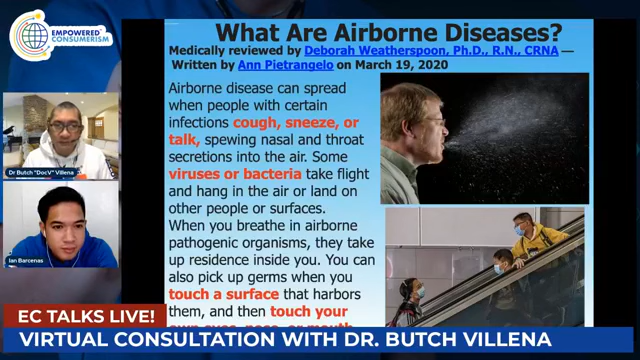 EMPOWERED
CONSUMERISM
What Are Airborne Diseases?
Medically reviewed by Deborah Weatherspoon, Ph.D., R.N., CRNA —
Written by Ann Pietrangelo on March 19, 2020
Airborne disease can spread
when people with certain
infections cough, sneeze, or
talk, spewing nasal and throat
secretions into the air. Some
viruses or bacteria take flight
and hang in the air or land on
other people or surfaces.
When you breathe in airborne
pathogenic organisms, they take
up residence inside you. You can
also pick up germs when you
touch a surface that harbors
them, and then touch your
own eyes, nose, or mouth
Dr Butch "DocV" Villena
Ian Barcenas
EC TALKS LIVE!
VIRTUAL CONSULTATION WITH DR. BUTCH VILLENA